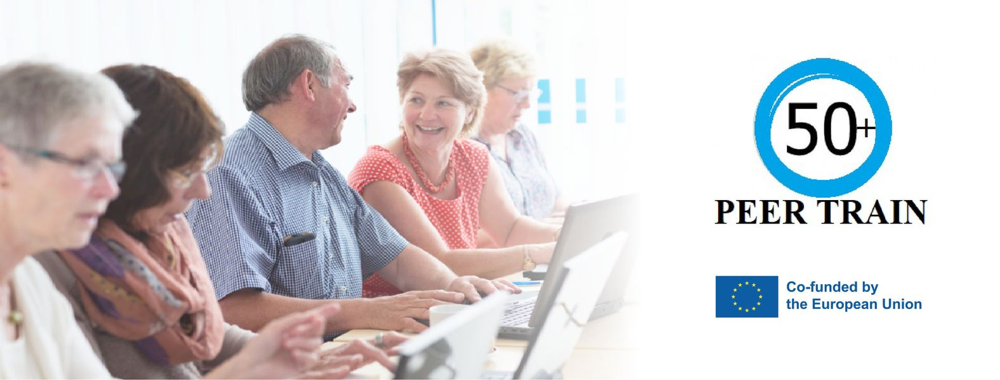 50+
PEER TRAIN
Co-funded by
the European Union